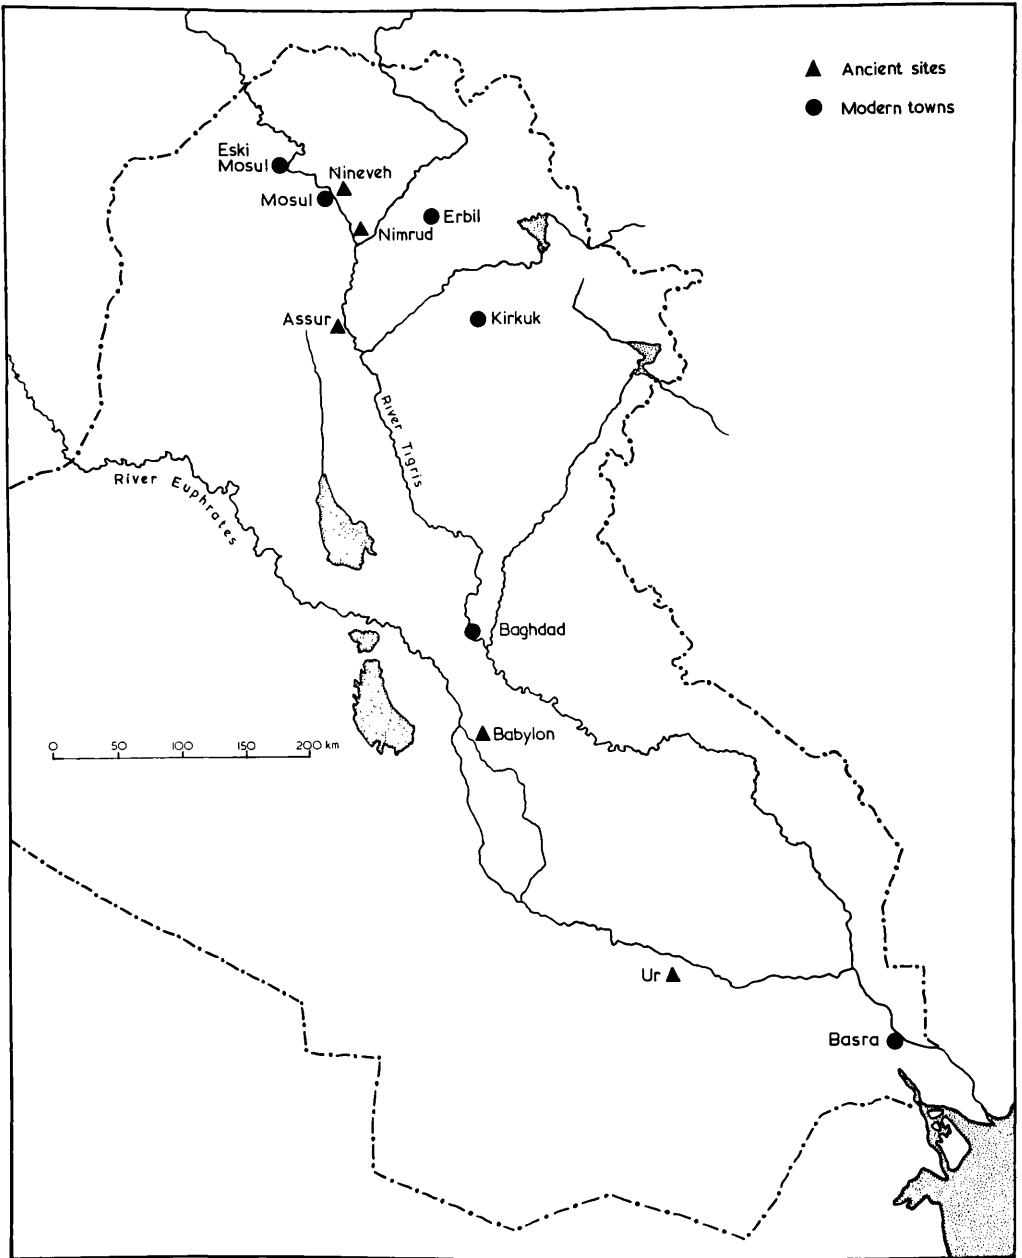 Ancient sites
Modern towns
Eski
Mosul
Nineveh
Mosul
Erbil
Nimrud
Assur
Kirkuk
River Tigris
River Euphrates
Baghdad
Babylon
0 50 100 150 200 km
Ur
Basra